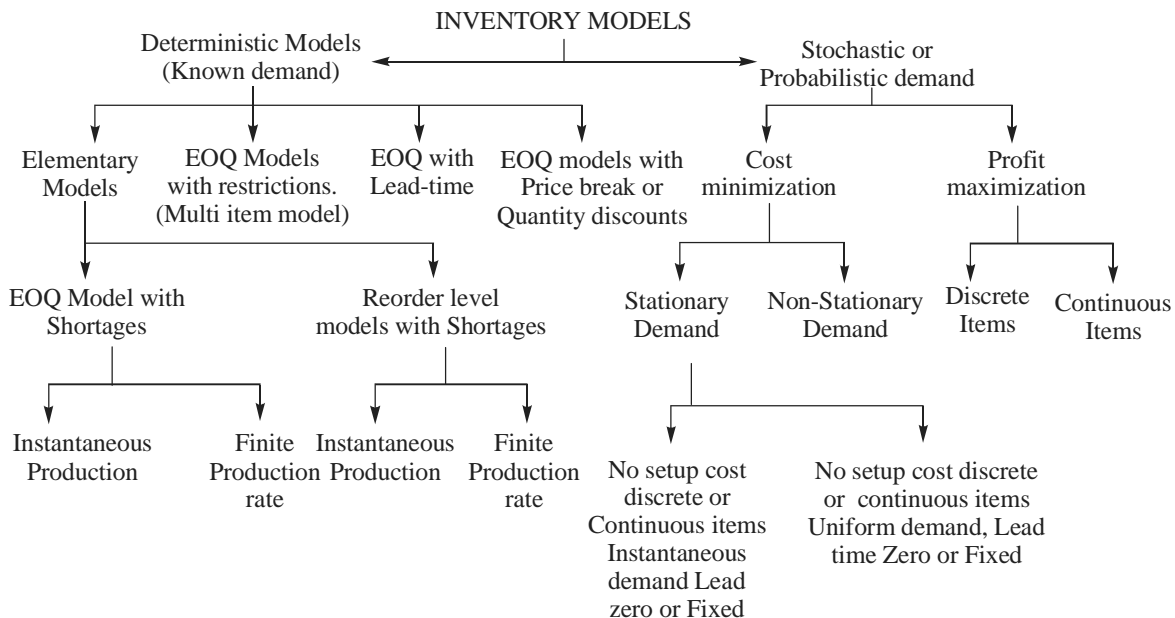 INVENTORY MODELS
Deterministic Models
(Known demand)
Stochastic or
Probabilistic demand
Elementary
Models
EOQ Models
with restrictions.
(Multi item model)
EOQ with
Lead-time
EOQ models with
Price break or
Quantity discounts
Cost
minimization
Profit
maximization
EOQ Model with
Shortages
Reorder level
models with Shortages
Stationary
Demand
Non-Stationary
Demand
Discrete
Items
Continuous
Items
Instantaneous
Production
Finite
Production
rate
Instantaneous
Production
Finite
Production
rate
No setup cost
discrete or
Continuous items
Instantaneous
demand Lead
zero or Fixed
No setup cost discrete
or continuous items
Uniform demand, Lead
time Zero or Fixed